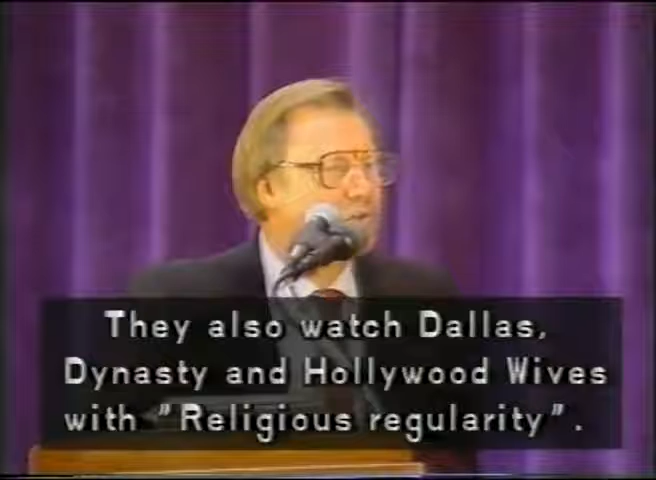 They also watch Dallas,
Dynasty and Hollywood Wives
with "Religious regularity".